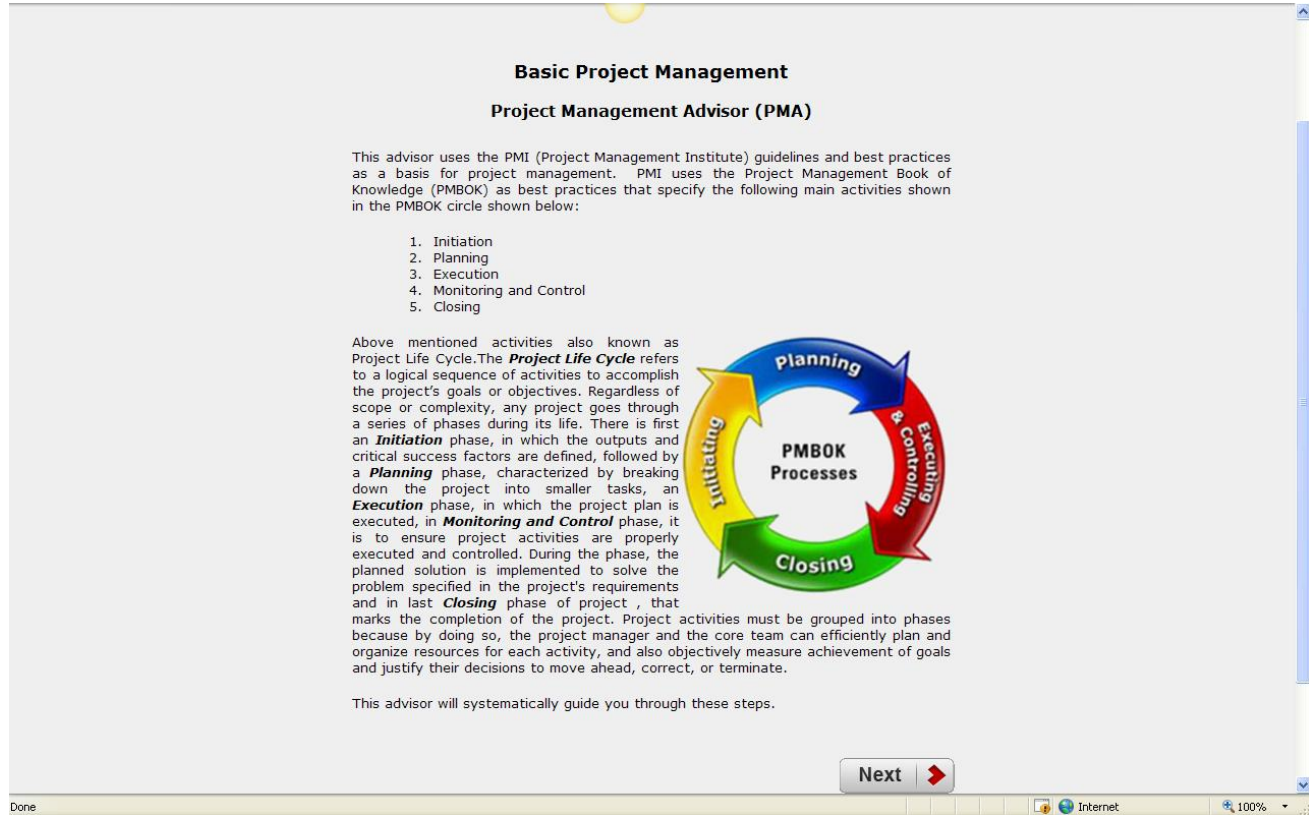 Basic Project Management
Project Management Advisor (PMA)
This advisor uses the PMI (Project Management Institute) guidelines and best practices
as a basis for project management. PMI uses the Project Management Book of
Knowledge (PMBOK) as best practices that specify the following main activities shown
in the PMBOK circle shown below:
1. Initiation
2. Planning
3. Execution
4. Monitoring and Control
5. Closing
Above mentioned activities also known as
Project Life Cycle.The Project Life Cycle refers
to a logical sequence of activities to accomplish
the project's goals or objectives. Regardless of
scope or complexity, any project goes through
a series of phases during its life. There is first
an Initiation phase, in which the outputs and
critical success factors are defined, followed by
a Planning phase, characterized by breaking
down the project into smaller tasks, an
Execution phase, in which the project plan is
executed, in Monitoring and Control phase, it
is to ensure project activities are properly
executed and controlled. During the phase, the
planned solution is implemented to solve the
problem specified in the project's requirements
and in last Closing phase of project , that
marks the completion of the project. Project activities must be grouped into phases
because by doing so, the project manager and the core team can efficiently plan and
organize resources for each activity, and also objectively measure achievement of goals
and justify their decisions to move ahead, correct, or terminate.
Planning
Executing
& Controlling
Closing
Initiating
PMBOK
Processes
This advisor will systematically guide you through these steps.
Next
Done
Internet
100%